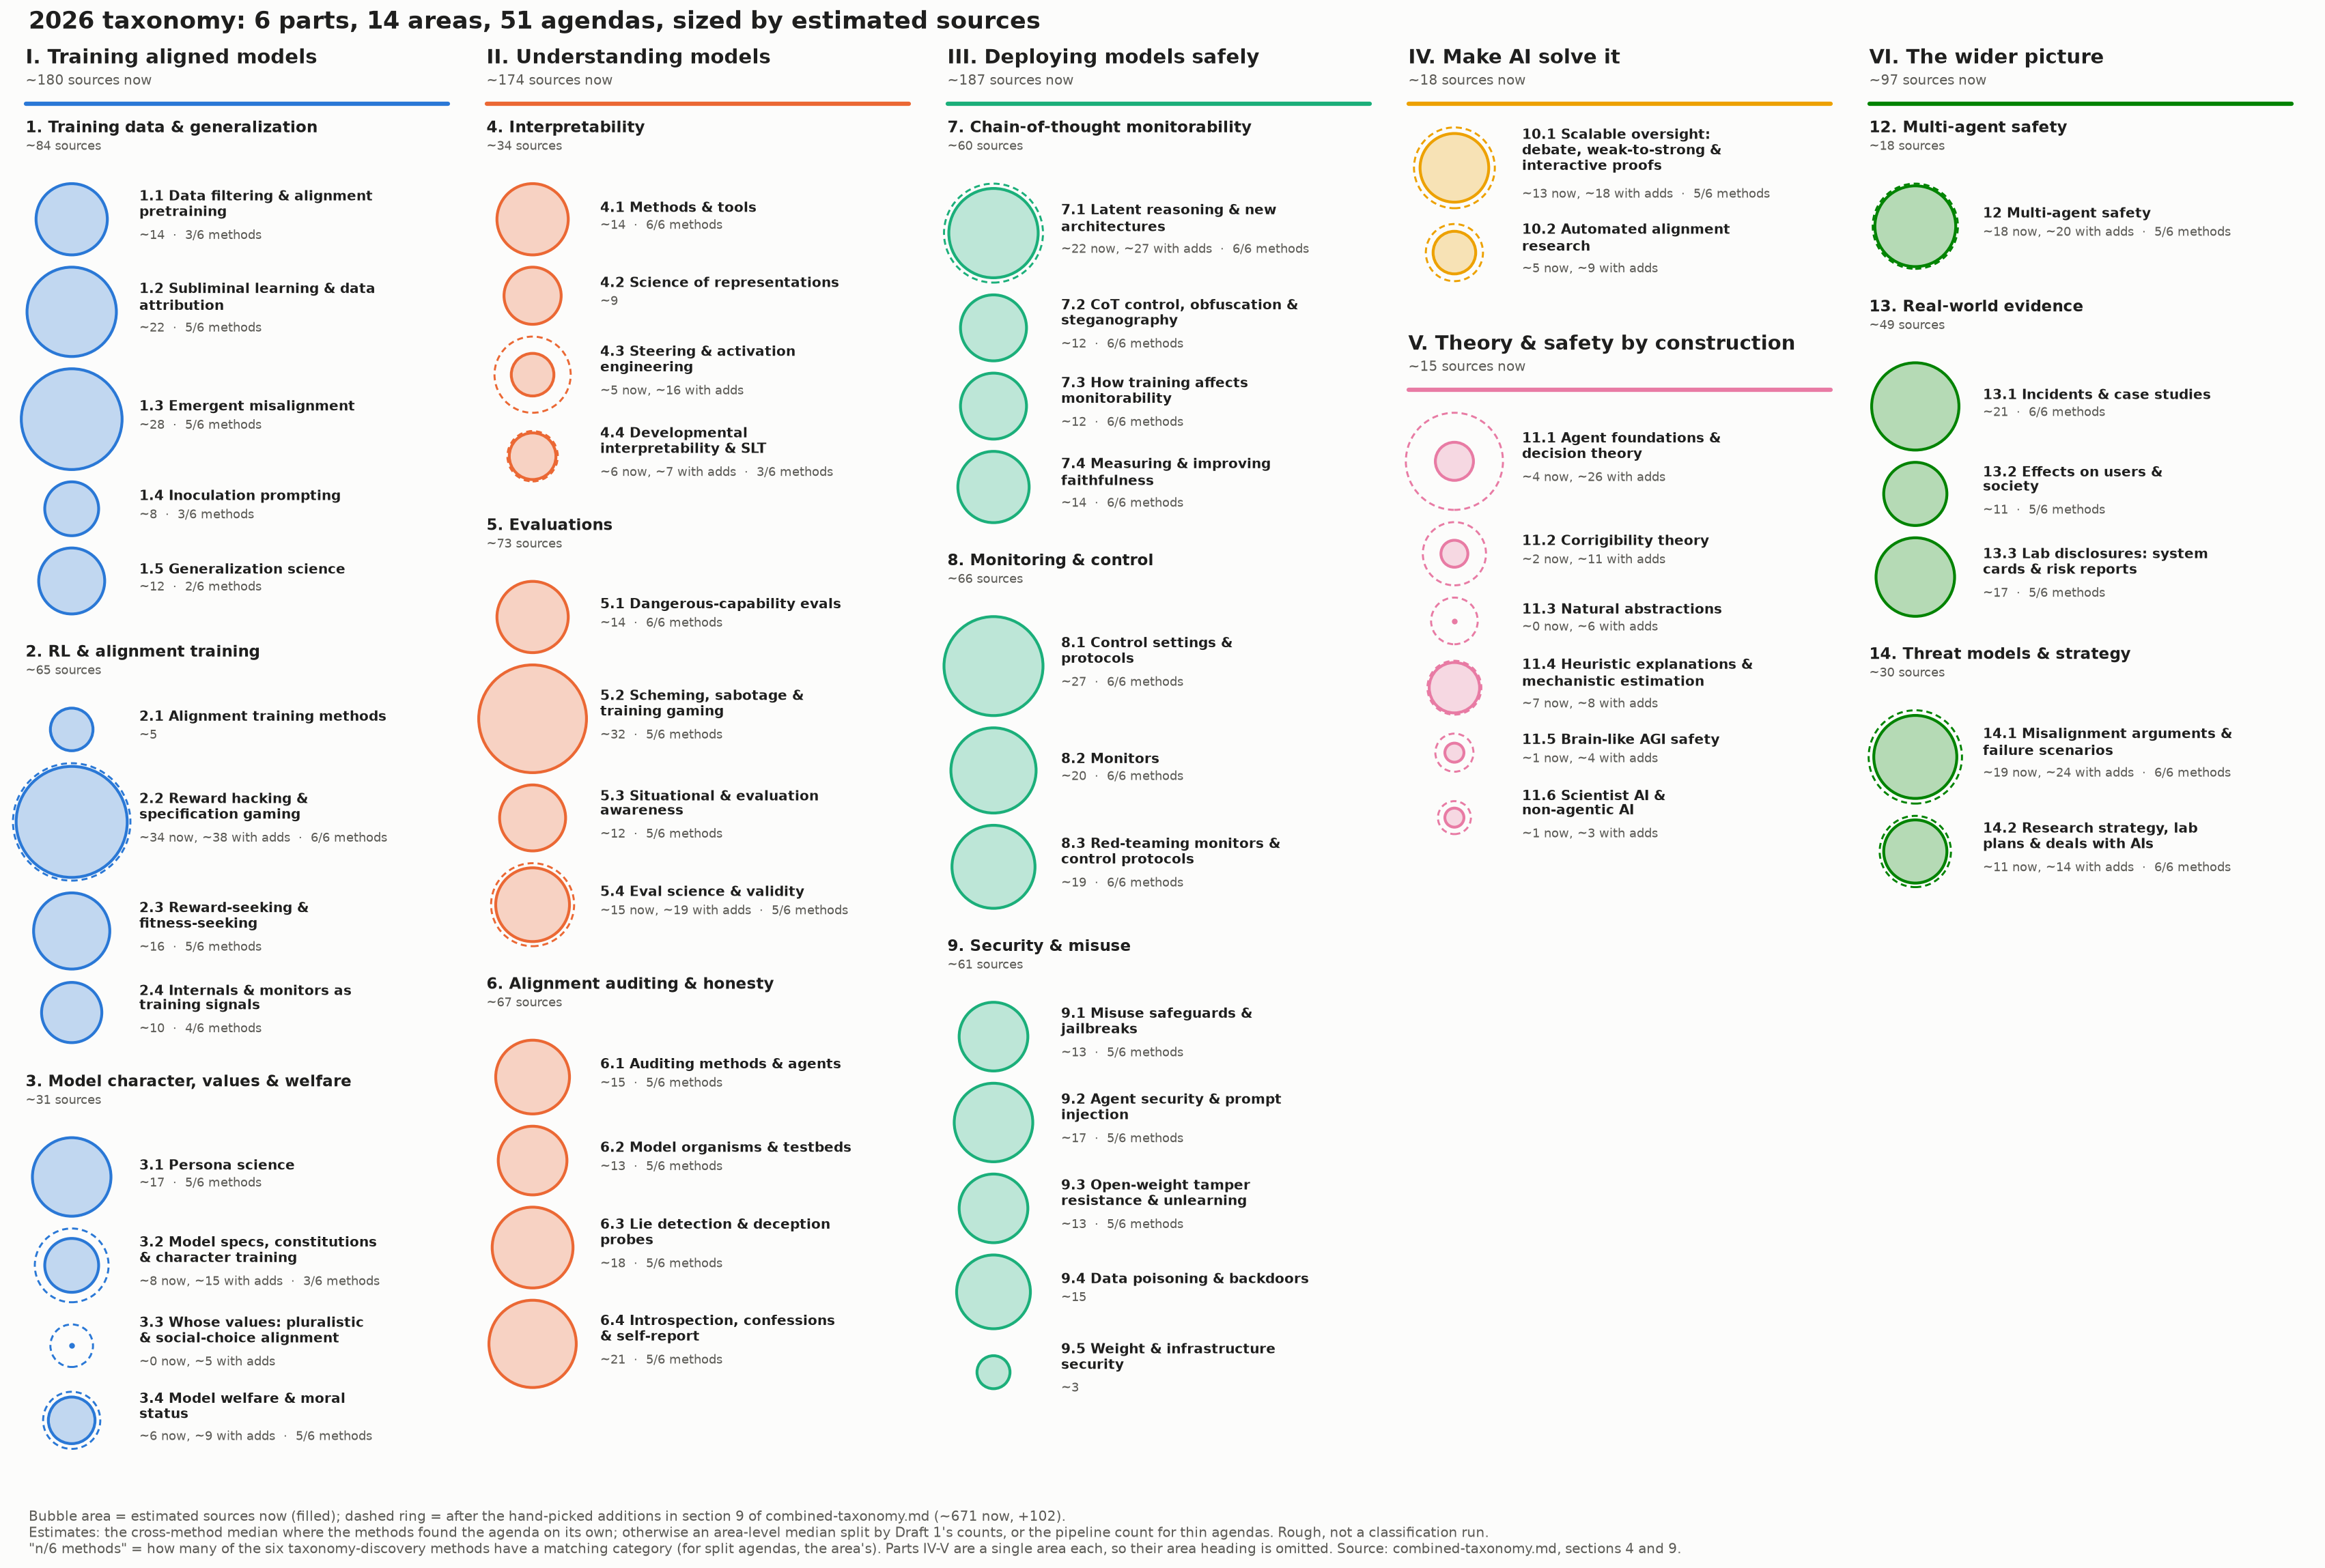 2026 taxonomy: 6 parts, 14 areas, 51 agendas, sized by estimated sources
I. Training aligned models
~180 sources now
1. Training data & generalization
~84 sources
1.1 Data filtering & alignment
pretraining
~14 · 3/6 methods
1.2 Subliminal learning & data
attribution
~22 · 5/6 methods
1.3 Emergent misalignment
~28 · 5/6 methods
1.4 Inoculation prompting
~8 · 3/6 methods
1.5 Generalization science
~12 · 2/6 methods
2. RL & alignment training
~65 sources
2.1 Alignment training methods
~5
2.2 Reward hacking &
specification gaming
~34 now, ~38 with adds · 6/6 methods
2.3 Reward-seeking &
fitness-seeking
~16 · 5/6 methods
2.4 Internals & monitors as
training signals
~10 · 4/6 methods
3. Model character, values & welfare
~31 sources
3.1 Persona science
~17 · 5/6 methods
3.2 Model specs, constitutions
& character training
~8 now, ~15 with adds · 3/6 methods
3.3 Whose values: pluralistic
& social-choice alignment
~0 now, ~5 with adds
3.4 Model welfare & moral
status
~6 now, ~9 with adds · 5/6 methods
II. Understanding models
~174 sources now
4. Interpretability
~34 sources
4.1 Methods & tools
~14 · 6/6 methods
4.2 Science of representations
~9
4.3 Steering & activation
engineering
~5 now, ~16 with adds
4.4 Developmental
interpretability & SLT
~6 now, ~7 with adds · 3/6 methods
5. Evaluations
~73 sources
5.1 Dangerous-capability evals
~14 · 6/6 methods
5.2 Scheming, sabotage &
training gaming
~32 · 5/6 methods
5.3 Situational & evaluation
awareness
~12 · 5/6 methods
5.4 Eval science & validity
~15 now, ~19 with adds · 5/6 methods
6. Alignment auditing & honesty
~67 sources
6.1 Auditing methods & agents
~15 · 5/6 methods
6.2 Model organisms & testbeds
~13 · 5/6 methods
6.3 Lie detection & deception
probes
~18 · 5/6 methods
6.4 Introspection, confessions
& self-report
~21 · 5/6 methods
III. Deploying models safely
~187 sources now
7. Chain-of-thought monitorability
~60 sources
7.1 Latent reasoning & new
architectures
~22 now, ~27 with adds · 6/6 methods
7.2 CoT control, obfuscation &
steganography
~12 · 6/6 methods
7.3 How training affects
monitorability
~12 · 6/6 methods
7.4 Measuring & improving
faithfulness
~14 · 6/6 methods
8. Monitoring & control
~66 sources
8.1 Control settings &
protocols
~27 · 6/6 methods
8.2 Monitors
~20 · 6/6 methods
8.3 Red-teaming monitors &
control protocols
~19 · 6/6 methods
9. Security & misuse
~61 sources
9.1 Misuse safeguards &
jailbreaks
~13 · 5/6 methods
9.2 Agent security & prompt
injection
~17 · 5/6 methods
9.3 Open-weight tamper
resistance & unlearning
~13 · 5/6 methods
9.4 Data poisoning & backdoors
~15
9.5 Weight & infrastructure
security
~3
IV. Make AI solve it
~18 sources now
10.1 Scalable oversight:
debate, weak-to-strong &
interactive proofs
~13 now, ~18 with adds · 5/6 methods
10.2 Automated alignment
research
~5 now, ~9 with adds
V. Theory & safety by construction
~15 sources now
11.1 Agent foundations &
decision theory
~4 now, ~26 with adds
11.2 Corrigibility theory
~2 now, ~11 with adds
11.3 Natural abstractions
~0 now, ~6 with adds
11.4 Heuristic explanations &
mechanistic estimation
~7 now, ~8 with adds
11.5 Brain-like AGI safety
~1 now, ~4 with adds
11.6 Scientist AI &
non-agentic AI
~1 now, ~3 with adds
VI. The wider picture
~97 sources now
12. Multi-agent safety
~18 sources
12 Multi-agent safety
~18 now, ~20 with adds · 5/6 methods
13. Real-world evidence
~49 sources
13.1 Incidents & case studies
~21 · 6/6 methods
13.2 Effects on users &
society
~11 · 5/6 methods
13.3 Lab disclosures: system
cards & risk reports
~17 · 5/6 methods
14. Threat models & strategy
~30 sources
14.1 Misalignment arguments &
failure scenarios
~19 now, ~24 with adds · 6/6 methods
14.2 Research strategy, lab
plans & deals with AIs
~11 now, ~14 with adds · 6/6 methods
Bubble area = estimated sources now (filled); dashed ring = after the hand-picked additions in section 9 of combined-taxonomy.md (~671 now, +102).
Estimates: the cross-method median where the methods found the agenda on its own; otherwise an area-level median split by Draft 1's counts, or the pipeline count for thin agendas. Rough, not a classification run.
"n/6 methods" = how many of the six taxonomy-discovery methods have a matching category (for split agendas, the area's). Parts IV-V are a single area each, so their area heading is omitted. Source: combined-taxonomy.md, sections 4 and 9.